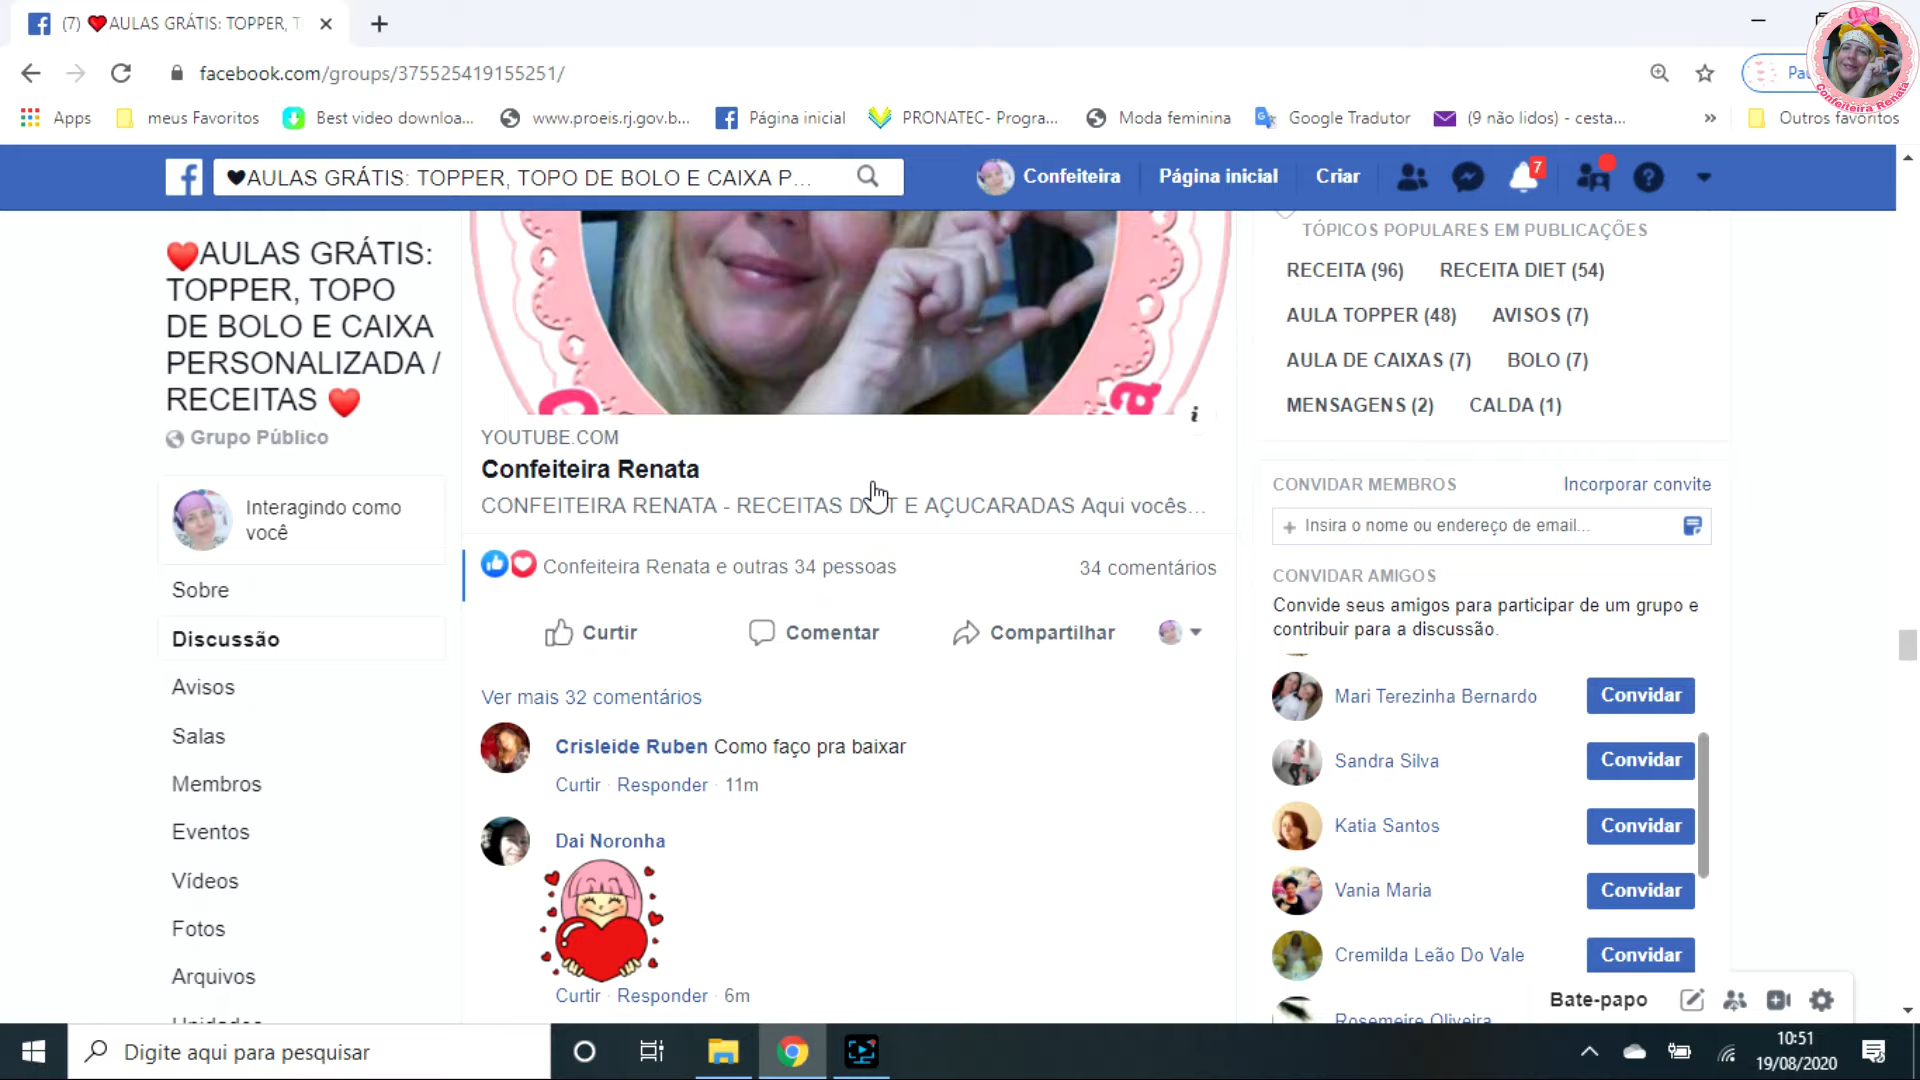 (7) ❤AULAS GRÁTIS: TOPPER, T
facebook.com/groups/375525419155251/
Apps
meus Favoritos
Best video downloa...
www.proeis.rj.gov.b...
Página inicial
PRONATEC- Progra...
Moda feminina
Google Tradutor
(9 não lidos) - cesta...
»
Outros favoritos
Confeiteira Renata
♥AULAS GRÁTIS: TOPPER, TOPO DE BOLO E CAIXA P...
Confeiteira
Página inicial
Criar
7
❤AULAS GRÁTIS:
TOPPER, TOPO
DE BOLO E CAIXA
PERSONALIZADA /
RECEITAS ❤
Grupo Público
Interagindo como
você
Sobre
Discussão
Avisos
Salas
Membros
Eventos
Vídeos
Fotos
Arquivos
YOUTUBE.COM
Confeiteira Renata
CONFEITEIRA RENATA - RECEITAS DIET E AÇUCARADAS Aqui vocês...
Confeiteira Renata e outras 34 pessoas
34 comentários
Curtir
Comentar
Compartilhar
Ver mais 32 comentários
Crisleide Ruben Como faço pra baixar
Curtir · Responder · 11m
Dai Noronha
Curtir · Responder · 6m
TÓPICOS POPULARES EM PUBLICAÇÕES
RECEITA (96) RECEITA DIET (54)
AULA TOPPER (48) AVISOS (7)
AULA DE CAIXAS (7) BOLO (7)
MENSAGENS (2) CALDA (1)
CONVIDAR MEMBROS
Incorporar convite
+ Insira o nome ou endereço de email...
CONVIDAR AMIGOS
Convide seus amigos para participar de um grupo e
contribuir para a discussão.
Mari Terezinha Bernardo Convidar
Sandra Silva Convidar
Katia Santos Convidar
Vania Maria Convidar
Cremilda Leão Do Vale Convidar
Rosemeire Oliveira
Bate-papo
Digite aqui para pesquisar
10:51
19/08/2020